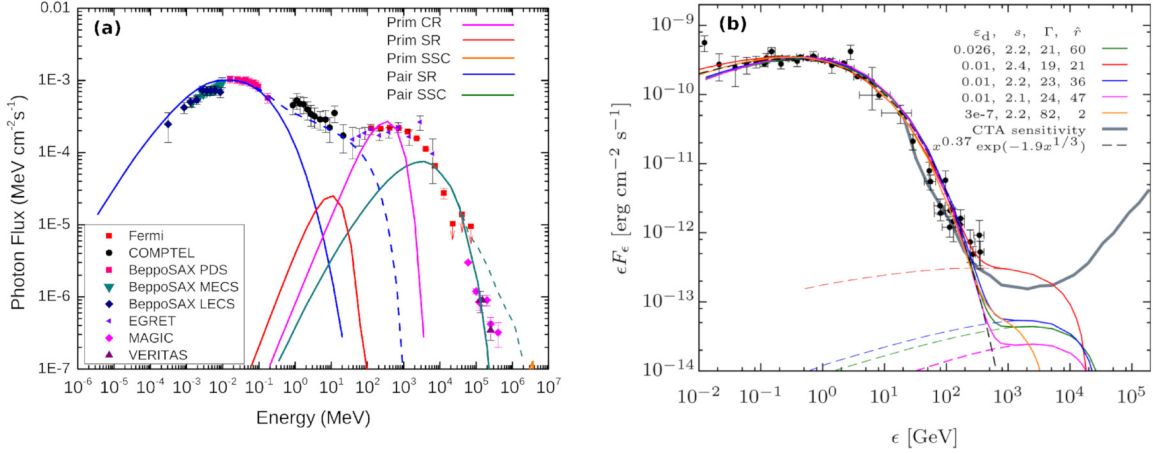 (a)
Prim CR
Prim SR
Prim SSC
Pair SR
Pair SSC
0.01
1E-3
1E-4
1E-5
1E-6
1E-7
Photon Flux (MeV cm⁻²s⁻¹)
Fermi
COMPTEL
BeppoSAX PDS
BeppoSAX MECS
BeppoSAX LECS
EGRET
MAGIC
VERITAS
10⁻⁶ 10⁻⁵ 10⁻⁴ 10⁻³ 10⁻² 10⁻¹ 10⁰ 10¹ 10² 10³ 10⁴ 10⁵ 10⁶ 10⁷
Energy (MeV)
(b)
ε_d, s, Γ, r̂
0.026, 2.2, 21, 60
0.01, 2.4, 19, 21
0.01, 2.2, 23, 36
0.01, 2.1, 24, 47
3e-7, 2.2, 82, 2
CTA sensitivity
x^0.37 exp(−1.9x^1/3)
10⁻⁹
10⁻¹⁰
10⁻¹¹
10⁻¹²
10⁻¹³
10⁻¹⁴
ϵF_ϵ [erg cm⁻² s⁻¹]
10⁻² 10⁻¹ 10⁰ 10¹ 10² 10³ 10⁴ 10⁵
ϵ [GeV]